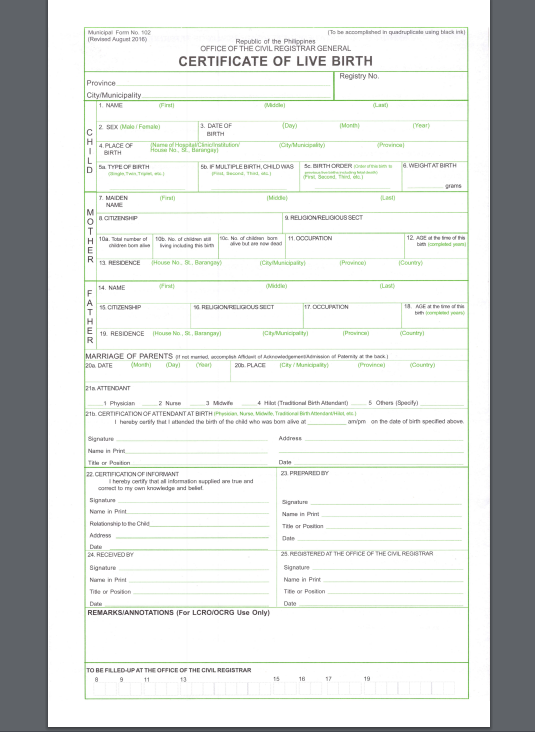 Municipal Form No. 102
(Revised August 2016)
(To be accomplished in quadruplicate using black ink)
Republic of the Philippines
OFFICE OF THE CIVIL REGISTRAR GENERAL
CERTIFICATE OF LIVE BIRTH
Province
Registry No.
City/Municipality
CHILD
1. NAME (First) (Middle) (Last)
2. SEX (Male / Female) 3. DATE OF BIRTH (Day) (Month) (Year)
4. PLACE OF BIRTH (Name of Hospital/Clinic/Institution/ House No., St., Barangay) (City/Municipality) (Province)
5a. TYPE OF BIRTH (Single, Twin, Triplet, etc.)
5b. IF MULTIPLE BIRTH, CHILD WAS (First, Second, Third, etc.)
5c. BIRTH ORDER (First, Second, Third, etc.)
6. WEIGHT AT BIRTH
grams
MOTHER
7. MAIDEN NAME (First) (Middle) (Last)
8. CITIZENSHIP 9. RELIGION/RELIGIOUS SECT
10a. Total number of children born alive
10b. No. of children still living including this birth
10c. No. of children born alive but are now dead
11. OCCUPATION
12. AGE at the time of this birth (completed years)
13. RESIDENCE (House No., St., Barangay) (City/Municipality) (Province) (Country)
FATHER
14. NAME (First) (Middle) (Last)
15. CITIZENSHIP 16. RELIGION/RELIGIOUS SECT 17. OCCUPATION 18. AGE at the time of this birth (completed years)
19. RESIDENCE (House No., St., Barangay) (City/Municipality) (Province) (Country)
MARRIAGE OF PARENTS (If not married, accomplish Affidavit of Acknowledgement/Admission of Paternity at the back.)
20a. DATE (Month) (Day) (Year) 20b. PLACE (City / Municipality) (Province) (Country)
21a. ATTENDANT
1 Physician 2 Nurse 3 Midwife 4 Hilot (Traditional Birth Attendant) 5 Others (Specify)
21b. CERTIFICATION OF ATTENDANT AT BIRTH (Physician, Nurse, Midwife, Traditional Birth Attendant/Hilot, etc.)
I hereby certify that I attended the birth of the child who was born alive at am/pm on the date of birth specified above.
Signature Address
Name in Print
Title or Position Date
22. CERTIFICATION OF INFORMANT
I hereby certify that all information supplied are true and
correct to my own knowledge and belief.
Signature
Name in Print
Relationship to the Child
Address
Date
23. PREPARED BY
Signature
Name in Print
Title or Position
Date
24. RECEIVED BY
Signature
Name in Print
Title or Position
Date
25. REGISTERED AT THE OFFICE OF THE CIVIL REGISTRAR
Signature
Name in Print
Title or Position
Date
REMARKS/ANNOTATIONS (For LCRO/OCRG Use Only)
TO BE FILLED-UP AT THE OFFICE OF THE CIVIL REGISTRAR
8 9 11 13 15 16 17 19